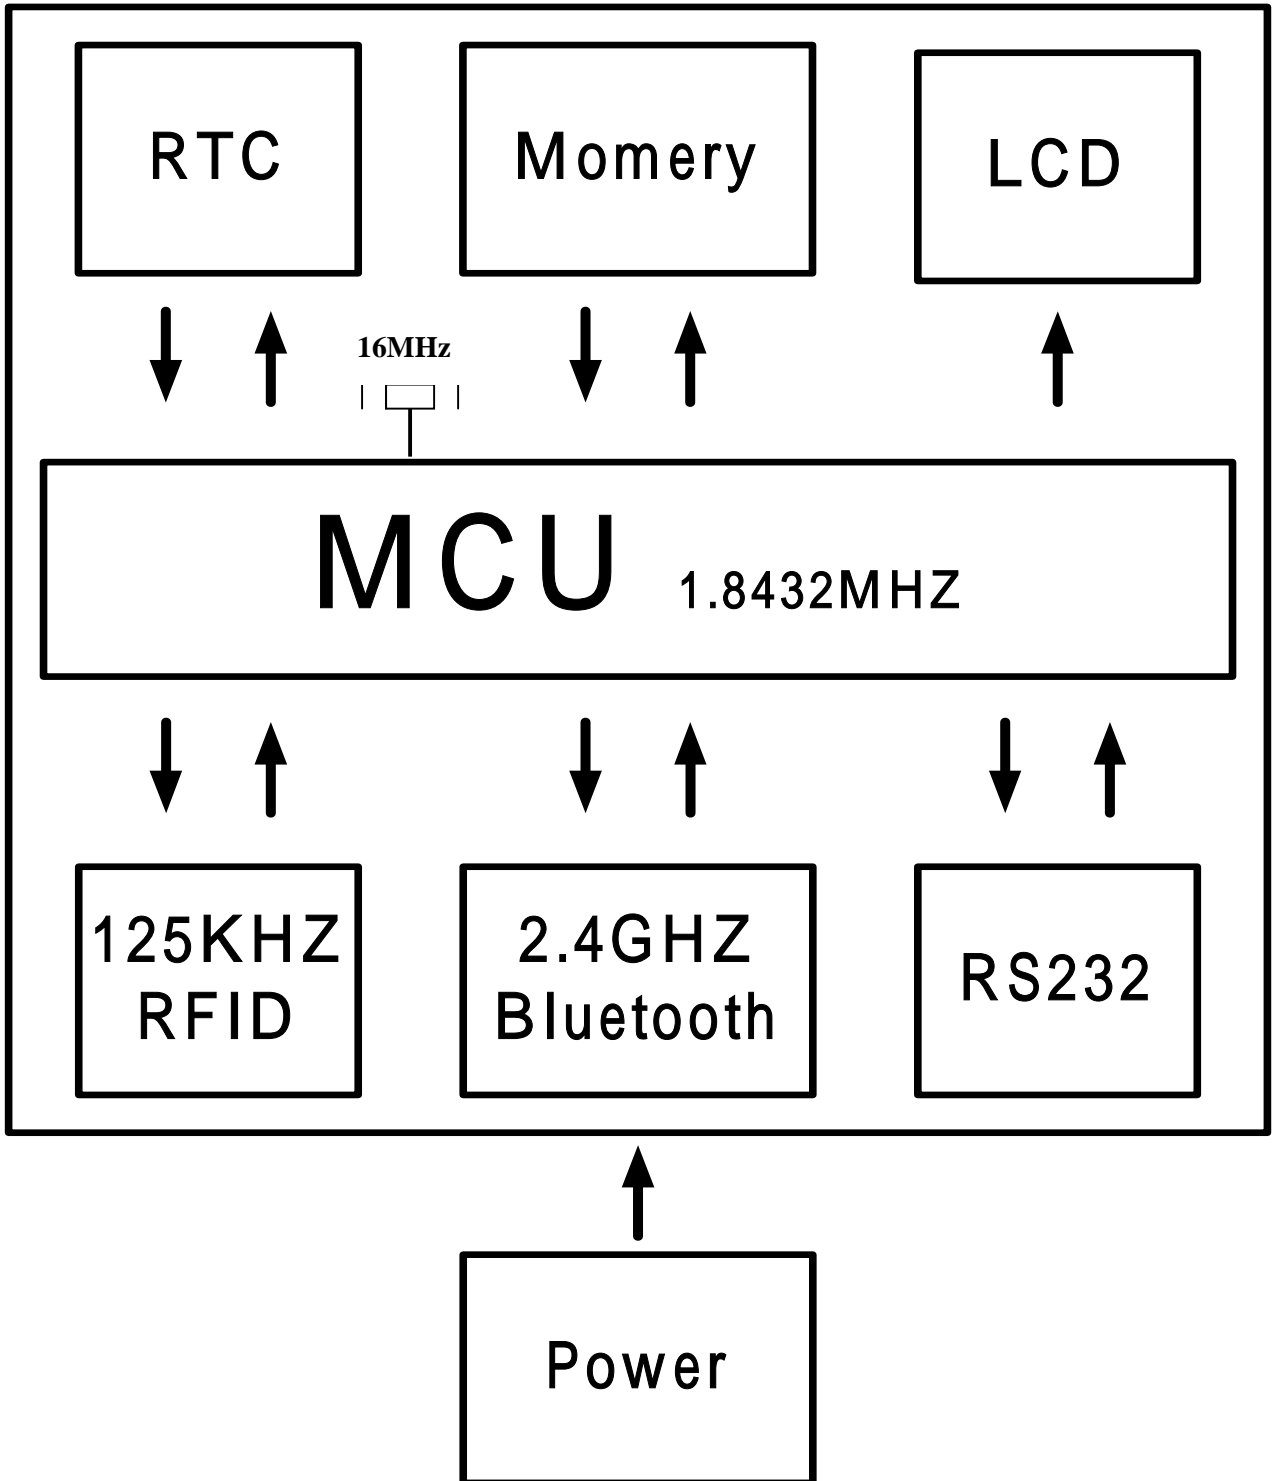 RTC
Momery
LCD
16MHz
MCU 1.8432MHZ
125KHZ
RFID
2.4GHZ
Bluetooth
RS232
Power